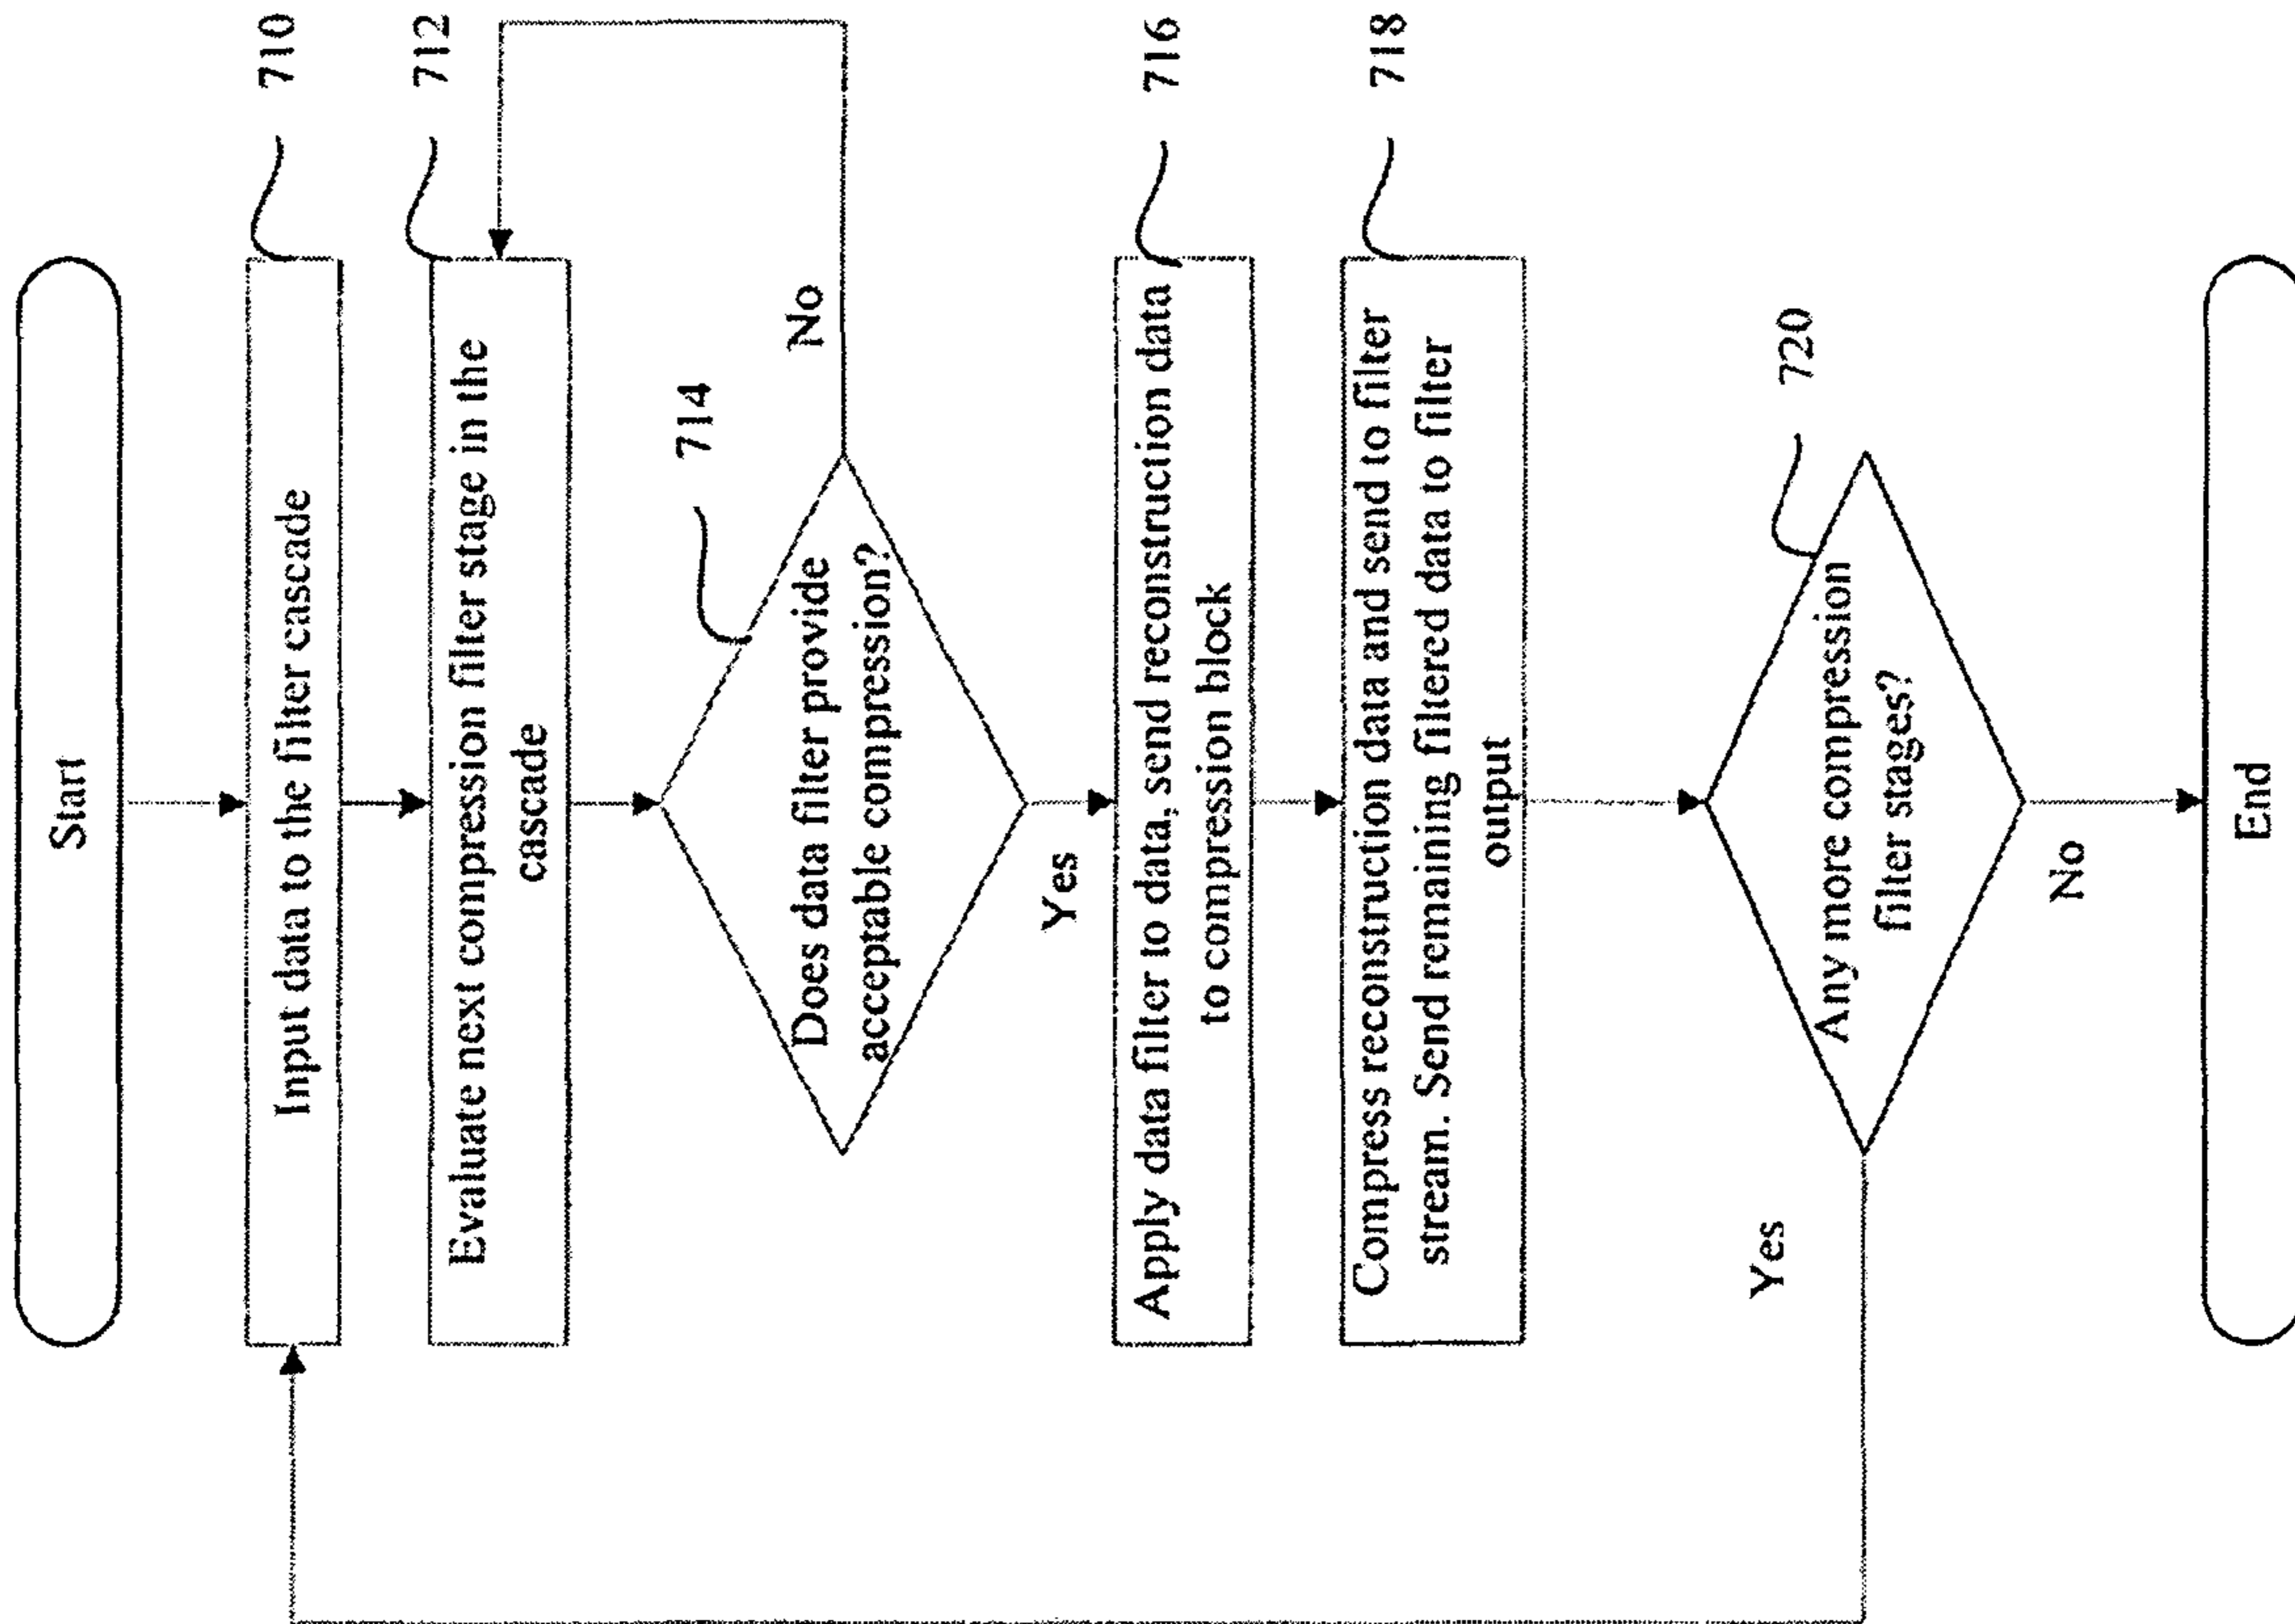 Start
710
Input data to the filter cascade
712
Evaluate next compression filter stage in the
cascade
714
Does data filter provide
acceptable compression?
No
Yes
716
Apply data filter to data, send reconstruction data
to compression block
718
Compress reconstruction data and send to filter
stream. Send remaining filtered data to filter
output
720
Any more compression
filter stages?
Yes
No
End